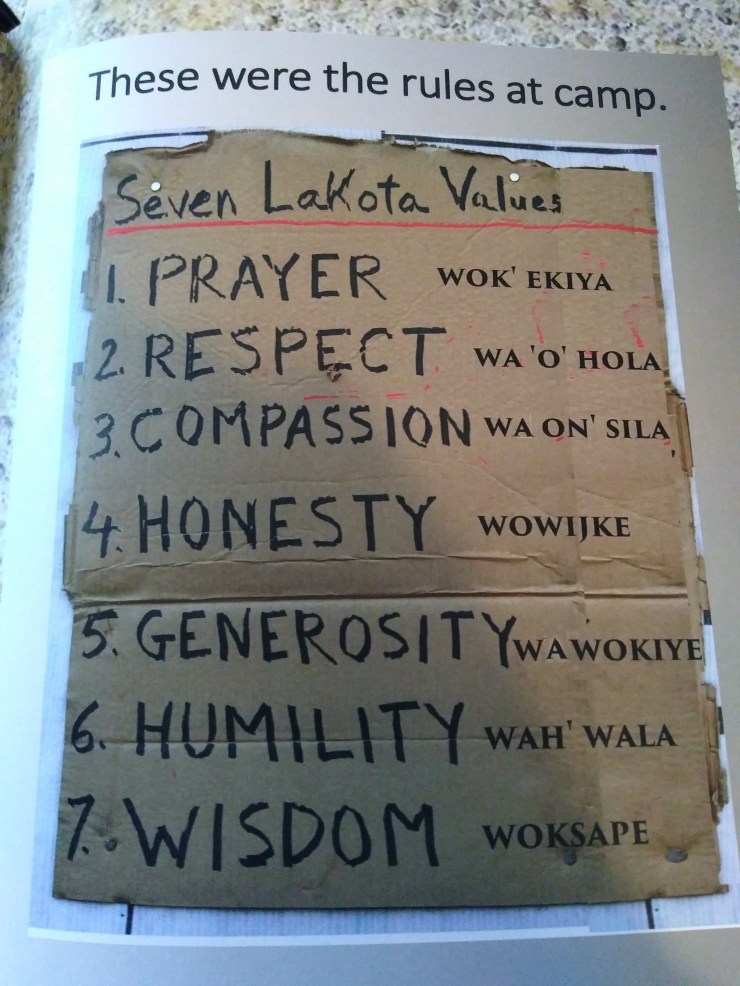 These were the rules at camp.
Seven Lakota Values
1. PRAYER WOK' EKIYA
2. RESPECT WA 'O' HOLA
3. COMPASSION WA ON' SILA
4. HONESTY WOWIJKE
5. GENEROSITY WAWOKIYE
6. HUMILITY WAH' WALA
7. WISDOM WOKSAPE